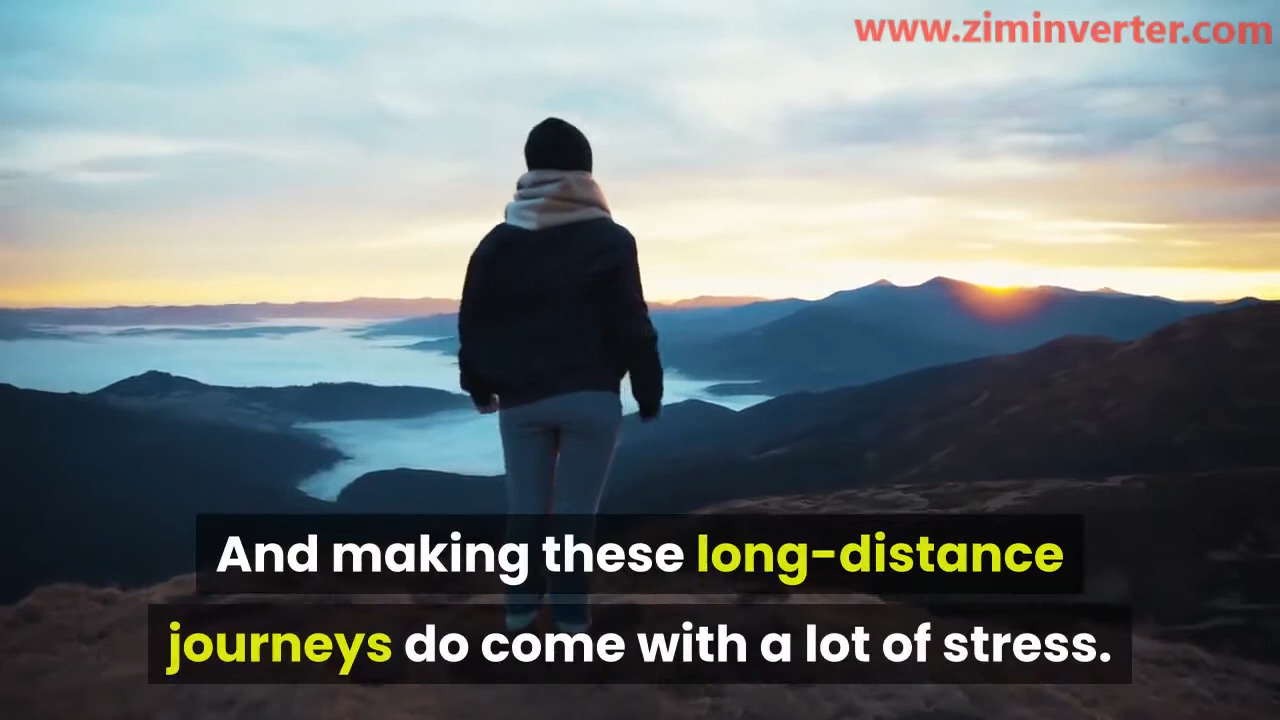 www.ziminverter.com
And making these long-distance
journeys do come with a lot of stress.